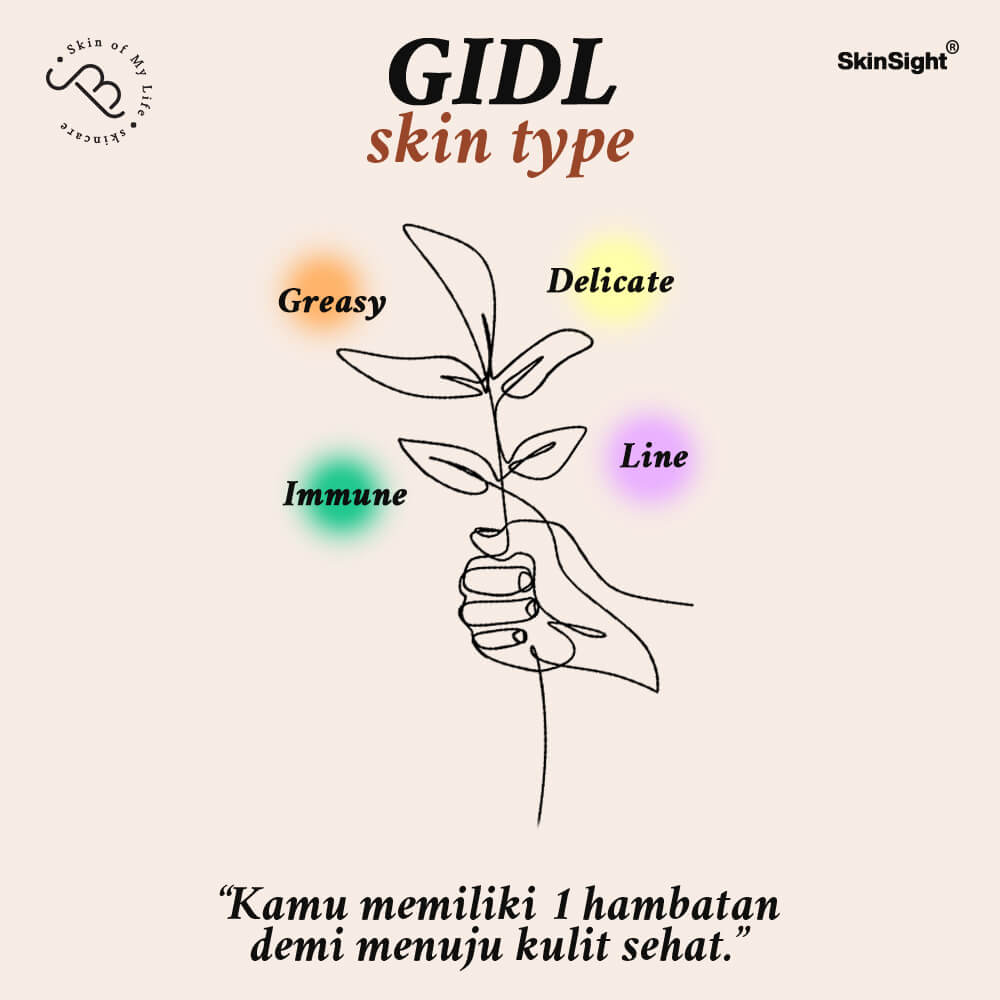 Skin of My Life
skincare
GIDL
skin type
SkinSight®
Greasy
Delicate
Immune
Line
“Kamu memiliki 1 hambatan
demi menuju kulit sehat.”